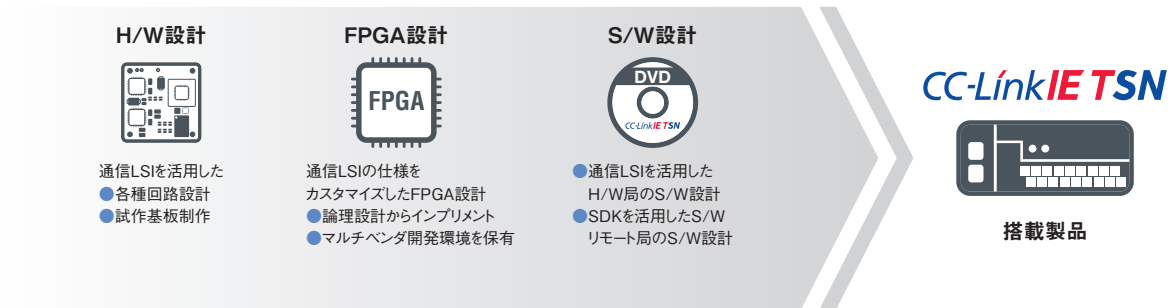 H/W設計
通信LSIを活用した
●各種回路設計
●試作基板制作
FPGA設計
FPGA
通信LSIの仕様を
カスタマイズしたFPGA設計
●論理設計からインプリメント
●マルチベンダ開発環境を保有
S/W設計
DVD
CC-Link IE TSN
●通信LSIを活用した
H/W局のS/W設計
●SDKを活用したS/W
リモート局のS/W設計
CC-Link IE TSN
搭載製品